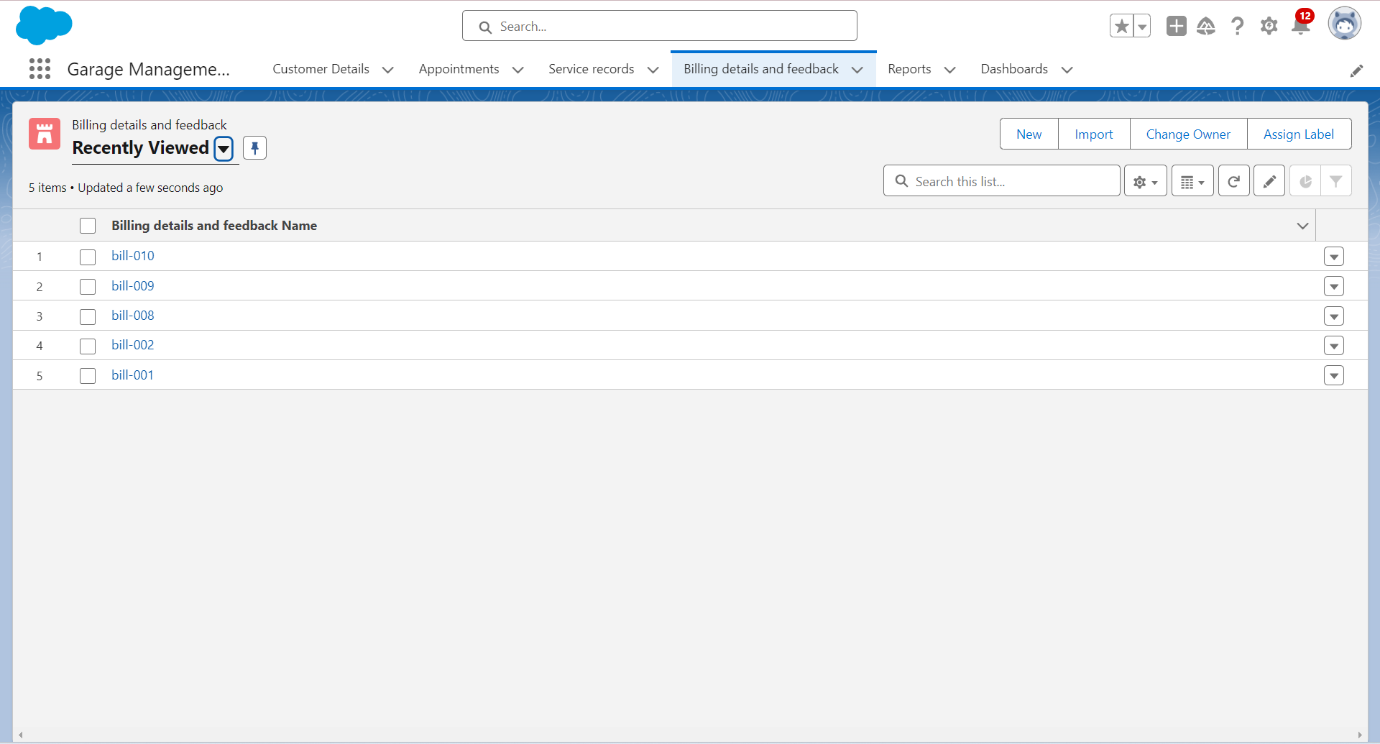 Search...
12
Garage Manageme...
Customer Details
Appointments
Service records
Billing details and feedback
Reports
Dashboards
Billing details and feedback
Recently Viewed
New
Import
Change Owner
Assign Label
5 items • Updated a few seconds ago
Search this list...
Billing details and feedback Name
1 bill-010
2 bill-009
3 bill-008
4 bill-002
5 bill-001